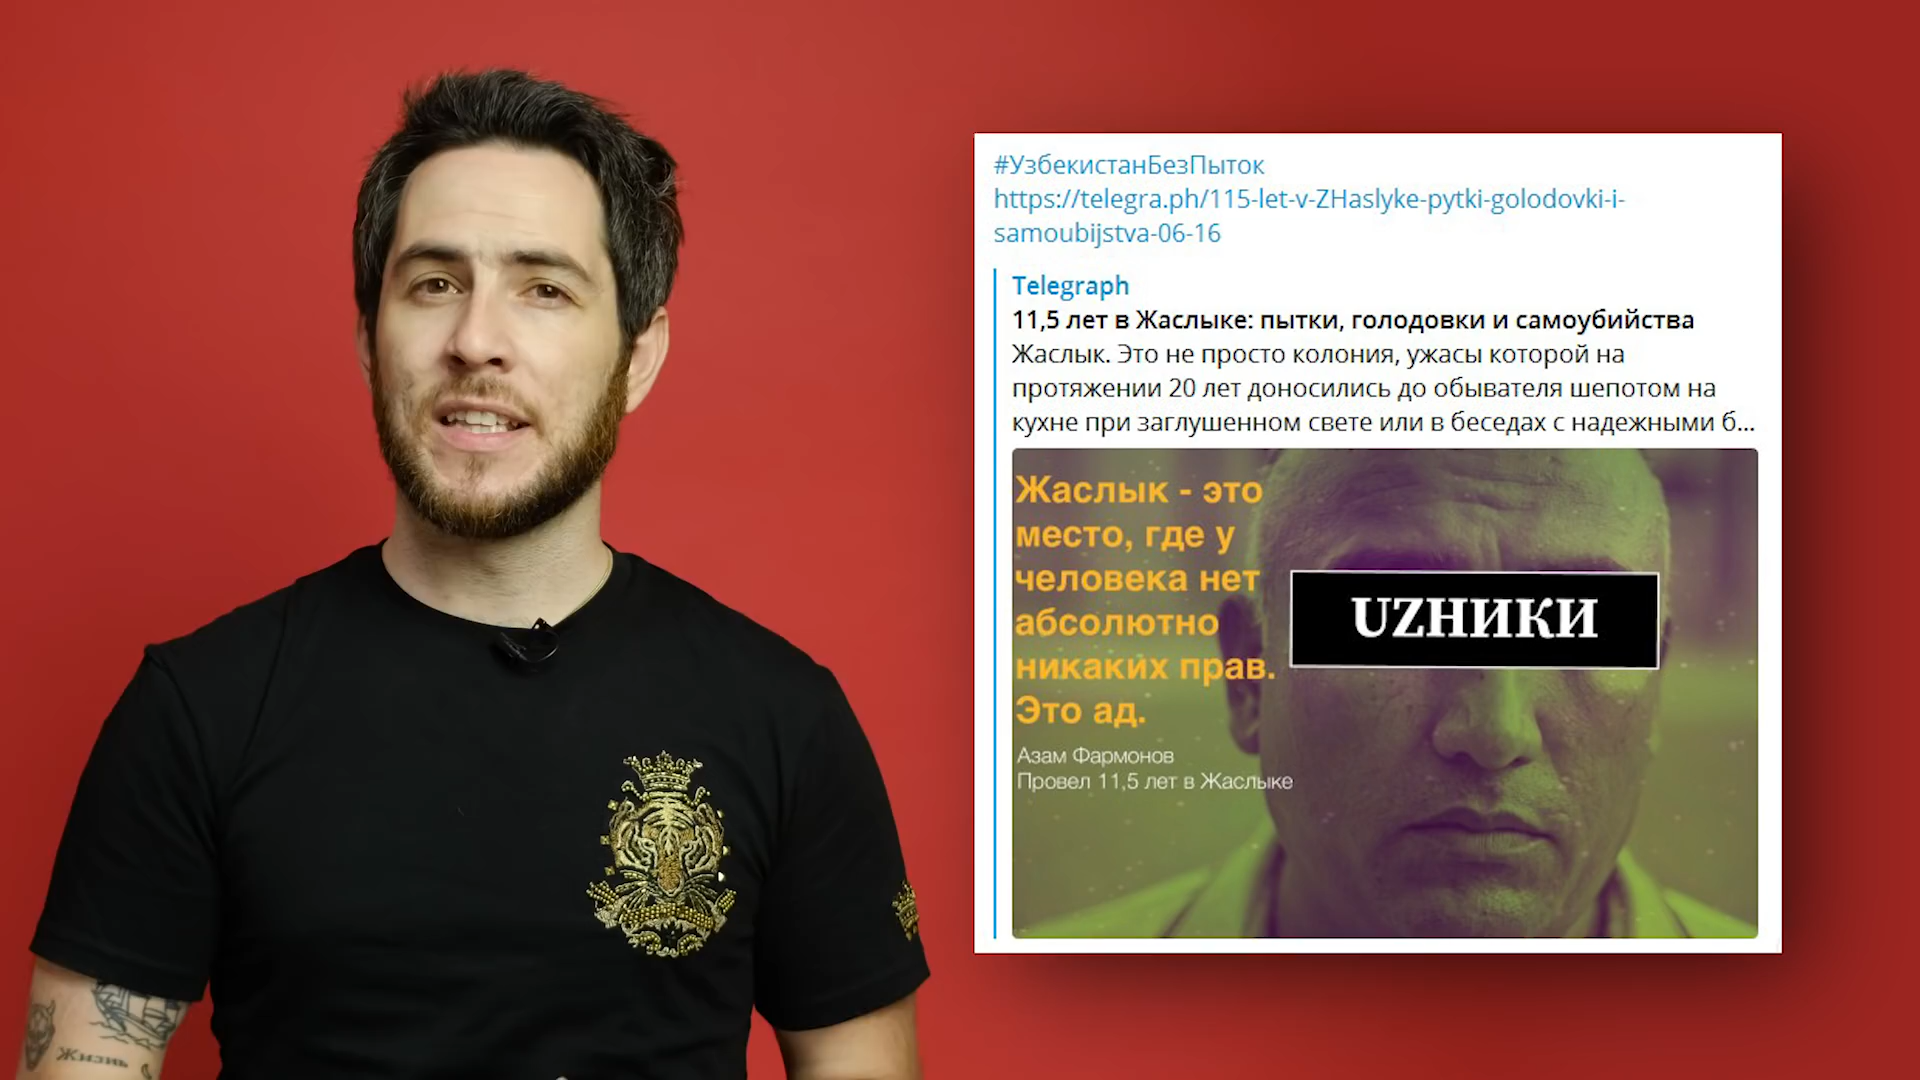 #УзбекистанБезПыток
https://telegra.ph/115-let-v-ZHaslyke-pytki-golodovki-i-
samoubijstva-06-16
Telegraph
11,5 лет в Жаслыке: пытки, голодовки и самоубийства
Жаслык. Это не просто колония, ужасы которой на
протяжении 20 лет доносились до обывателя шепотом на
кухне при заглушенном свете или в беседах с надежными б...
Жаслык - это
место, где у
человека нет
абсолютно
никаких прав.
Это ад.
Азам Фармонов
Провел 11,5 лет в Жаслыке
UZНИКИ
Жизнь